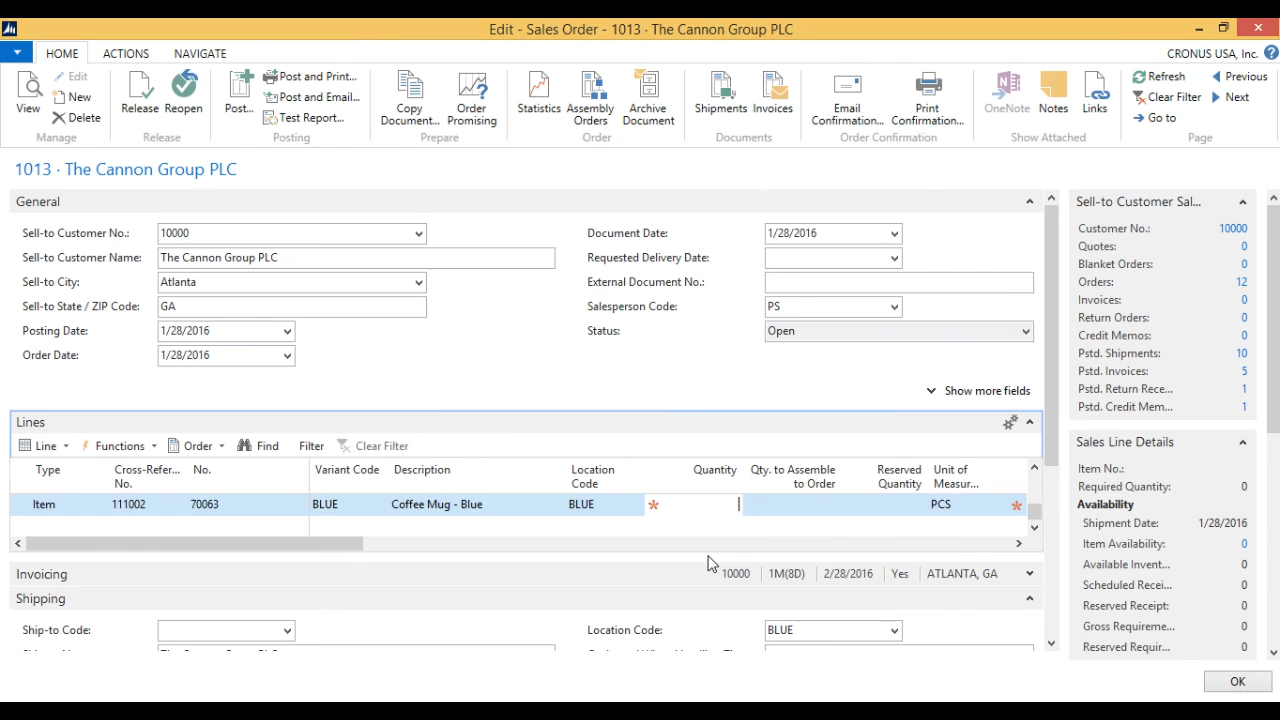 Edit - Sales Order - 1013 · The Cannon Group PLC
HOME ACTIONS NAVIGATE CRONUS USA, Inc.
View Edit New Delete Release Reopen Post... Post and Print... Post and Email... Test Report... Copy Document... Order Promising Statistics Assembly Orders Archive Document Shipments Invoices Email Confirmation... Print Confirmation... OneNote Notes Links Refresh Clear Filter Go to Previous Next
Manage Release Posting Prepare Order Documents Order Confirmation Show Attached Page
1013 · The Cannon Group PLC
General
Sell-to Customer No.: 10000 Document Date: 1/28/2016
Sell-to Customer Name: The Cannon Group PLC Requested Delivery Date:
Sell-to City: Atlanta External Document No.:
Sell-to State / ZIP Code: GA Salesperson Code: PS
Posting Date: 1/28/2016 Status: Open
Order Date: 1/28/2016
Show more fields
Lines
Line Functions Order Find Filter Clear Filter
Type Cross-Refer... No. No. Variant Code Description Location Code Quantity Qty. to Assemble to Order Reserved Quantity Unit of Measur...
Item 111002 70063 BLUE Coffee Mug - Blue BLUE * PCS *
Invoicing 10000 1M(8D) 2/28/2016 Yes ATLANTA, GA
Shipping
Ship-to Code: Location Code: BLUE
Sell-to Customer Sal...
Customer No.: 10000
Quotes: 0
Blanket Orders: 0
Orders: 12
Invoices: 0
Return Orders: 0
Credit Memos: 0
Pstd. Shipments: 10
Pstd. Invoices: 5
Pstd. Return Rece... 1
Pstd. Credit Mem... 1
Sales Line Details
Item No.:
Required Quantity: 0
Availability
Shipment Date: 1/28/2016
Item Availability: 0
Available Invent... 0
Scheduled Recei... 0
Reserved Receipt: 0
Gross Requireme... 0
Reserved Requir... 0
OK